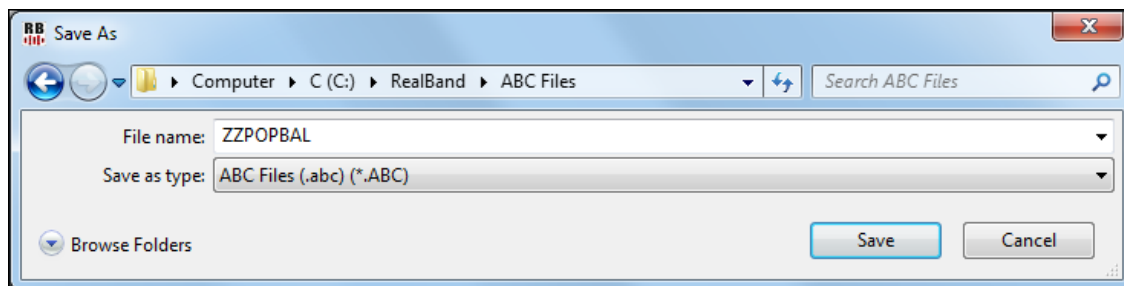 RB Save As
Computer C (C:) RealBand ABC Files Search ABC Files
File name: ZZPOPBAL
Save as type: ABC Files (.abc) (*.ABC)
Browse Folders Save Cancel